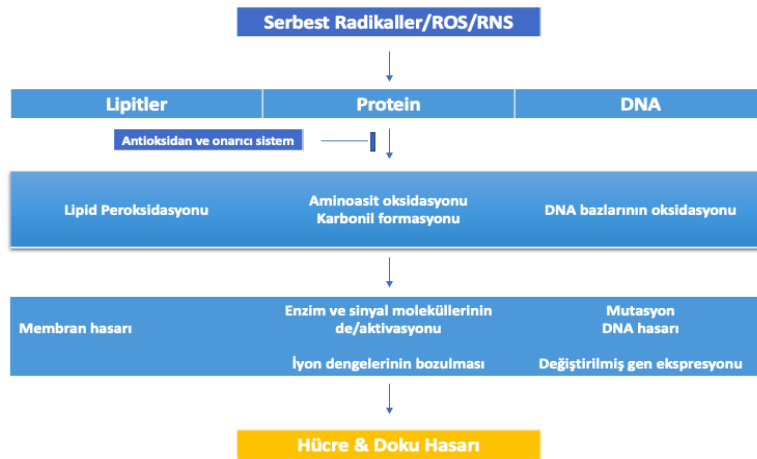 Serbest Radikaller/ROS/RNS
Lipitler
Protein
DNA
Antioksidan ve onarıcı sistem
Lipid Peroksidasyonu
Aminoasit oksidasyonu
Karbonil formasyonu
DNA bazlarının oksidasyonu
Membran hasarı
Enzim ve sinyal moleküllerinin
de/aktivasyonu
İyon dengelerinin bozulması
Mutasyon
DNA hasarı
Değiştirilmiş gen ekspresyonu
Hücre & Doku Hasarı